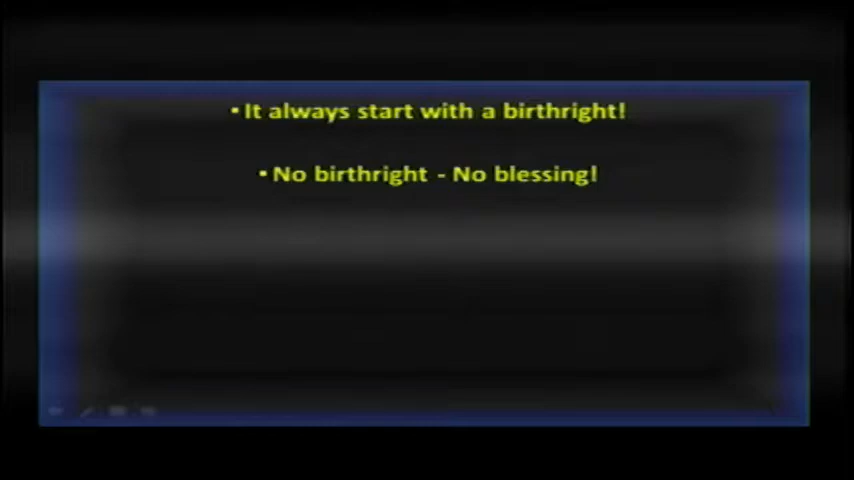 • It always start with a birthright!
• No birthright - No blessing!